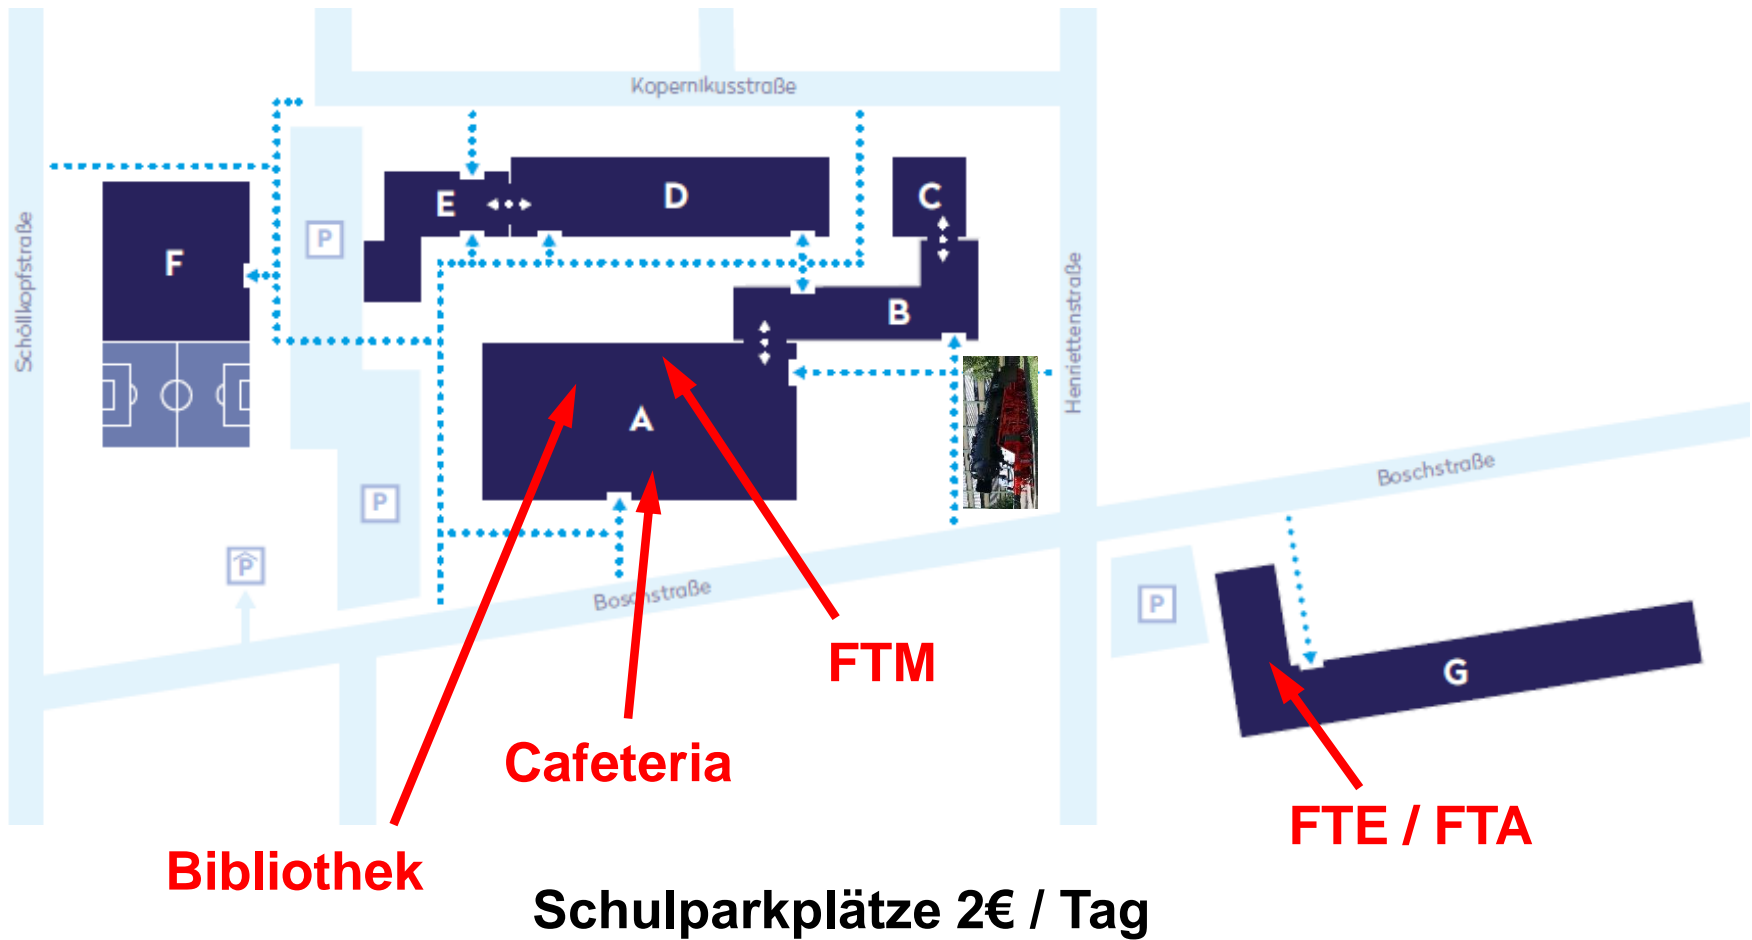 Kopernikusstraße
E
D
C
P
F
Schöllkopfstraße
B
Henriettenstraße
A
P
Boschstraße
P
Boschstraße
P
FTM
G
Cafeteria
FTE / FTA
Bibliothek
Schulparkplätze 2€ / Tag